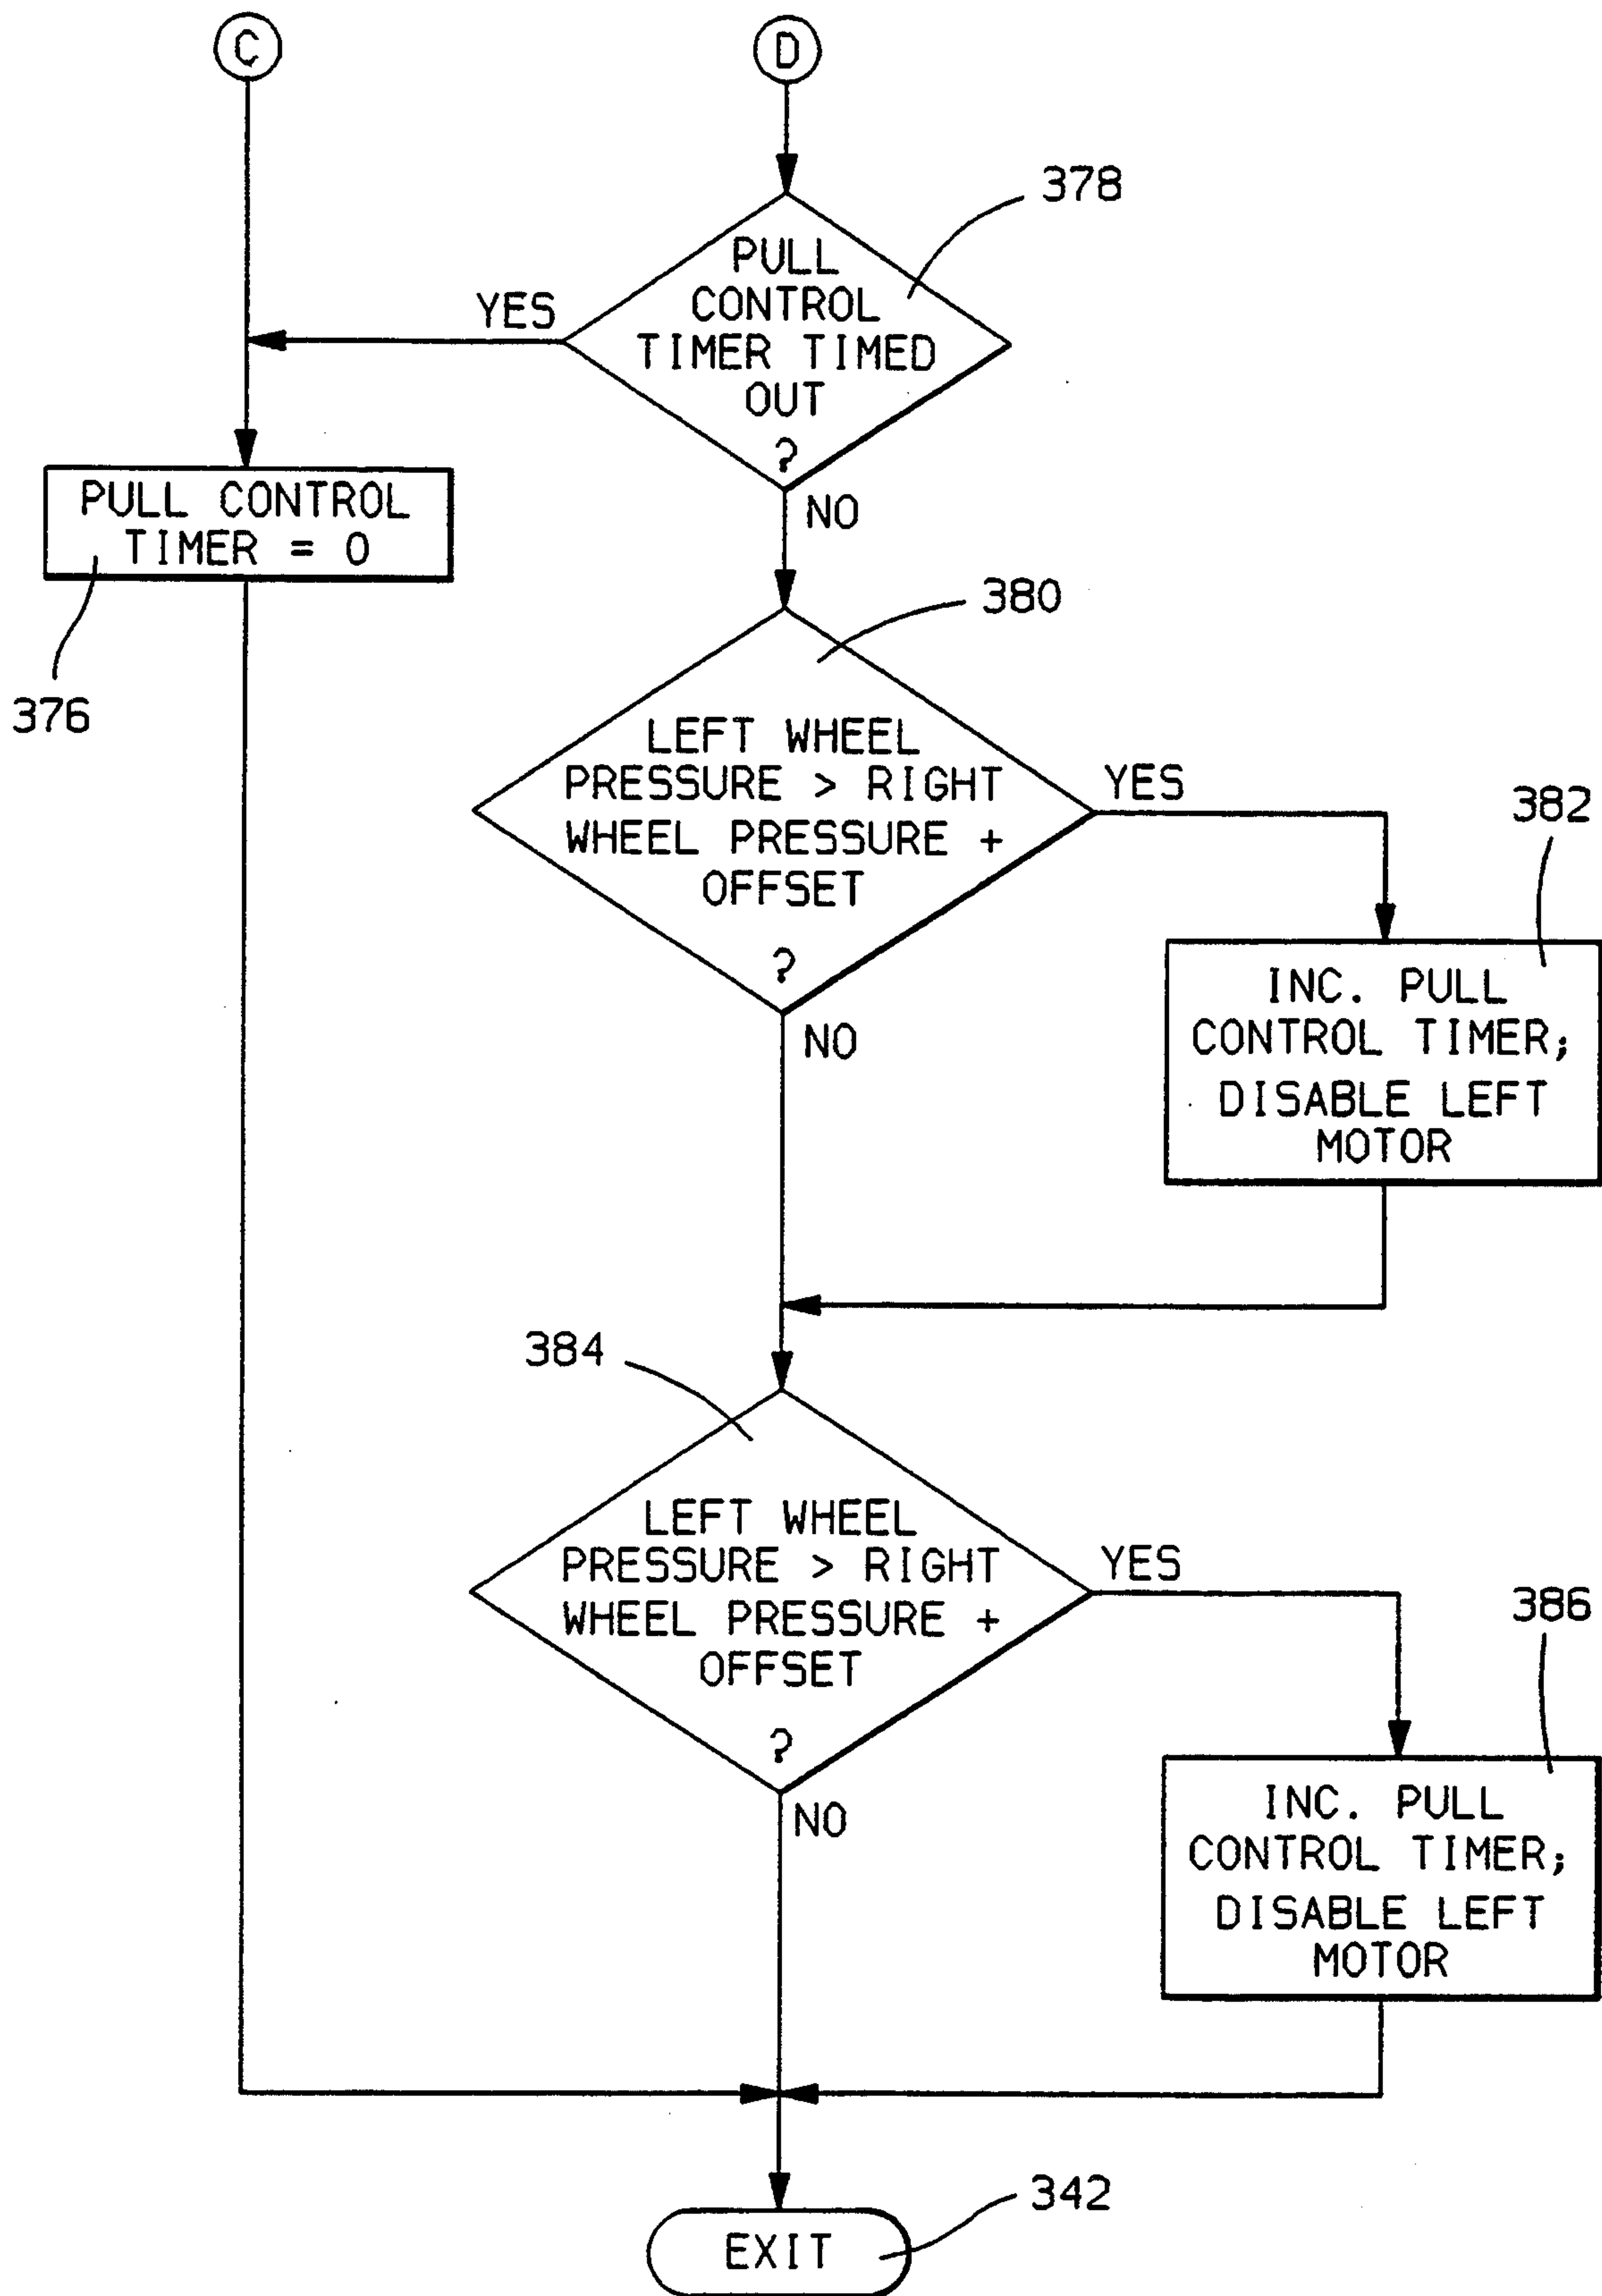 C
D
378
PULL
CONTROL
TIMER TIMED
OUT
?
YES
NO
PULL CONTROL
TIMER = 0
376
380
LEFT WHEEL
PRESSURE > RIGHT
WHEEL PRESSURE +
OFFSET
?
YES
NO
382
INC. PULL
CONTROL TIMER;
DISABLE LEFT
MOTOR
384
LEFT WHEEL
PRESSURE > RIGHT
WHEEL PRESSURE +
OFFSET
?
YES
NO
386
INC. PULL
CONTROL TIMER;
DISABLE LEFT
MOTOR
342
EXIT